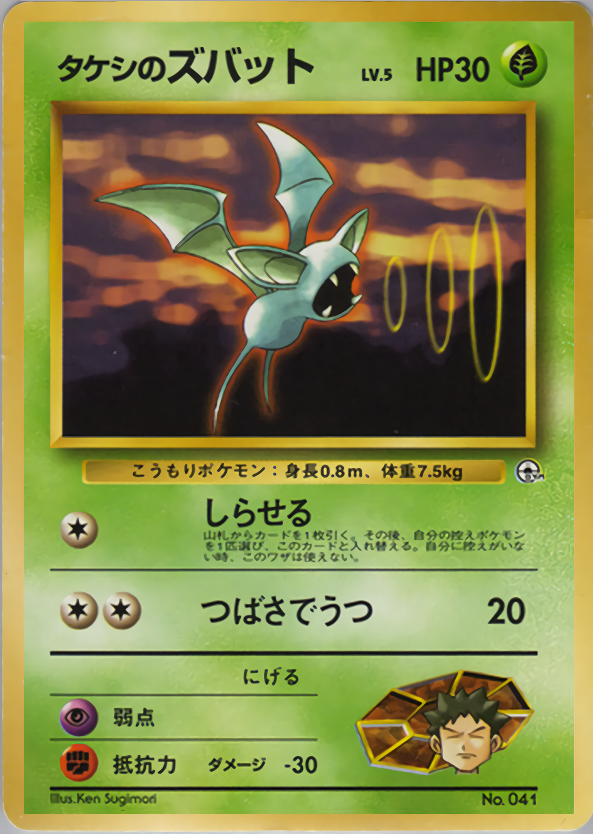 タケシのズバット LV.5 HP30
こうもりポケモン：身長0.8m、体重7.5kg
しらせる
山札からカードを1枚引く。その後、自分の控えポケモン
を1匹選び、このカードと入れ替える。自分に控えがいな
い時、このワザは使えない。
つばさでうつ 20
にげる
弱点
抵抗力 ダメージ -30
Illus.Ken Sugimori No. 041